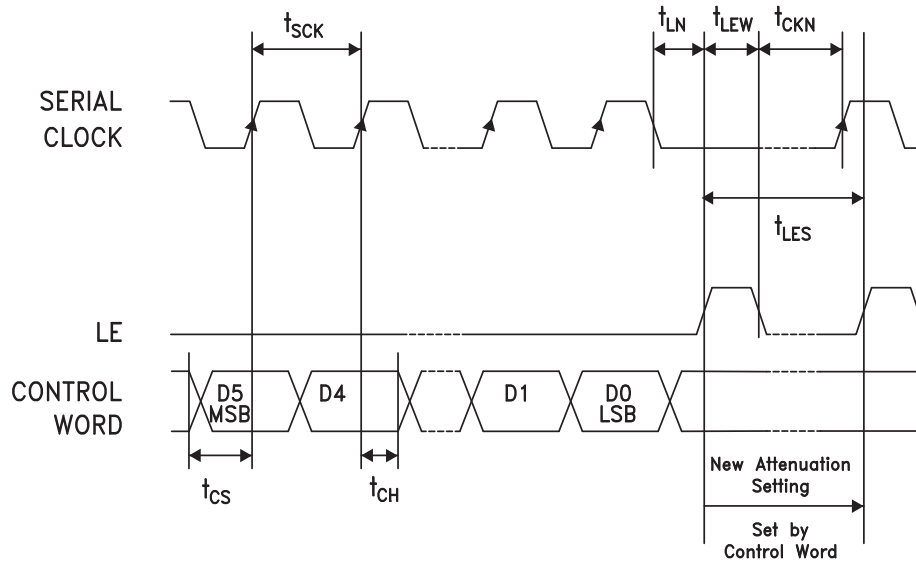 tSCK
tLN
tLEW
tCKN
SERIAL
CLOCK
tLES
LE
CONTROL
WORD
D5
MSB
D4
D1
D0
LSB
tCS
tCH
New Attenuation
Setting
Set by
Control Word